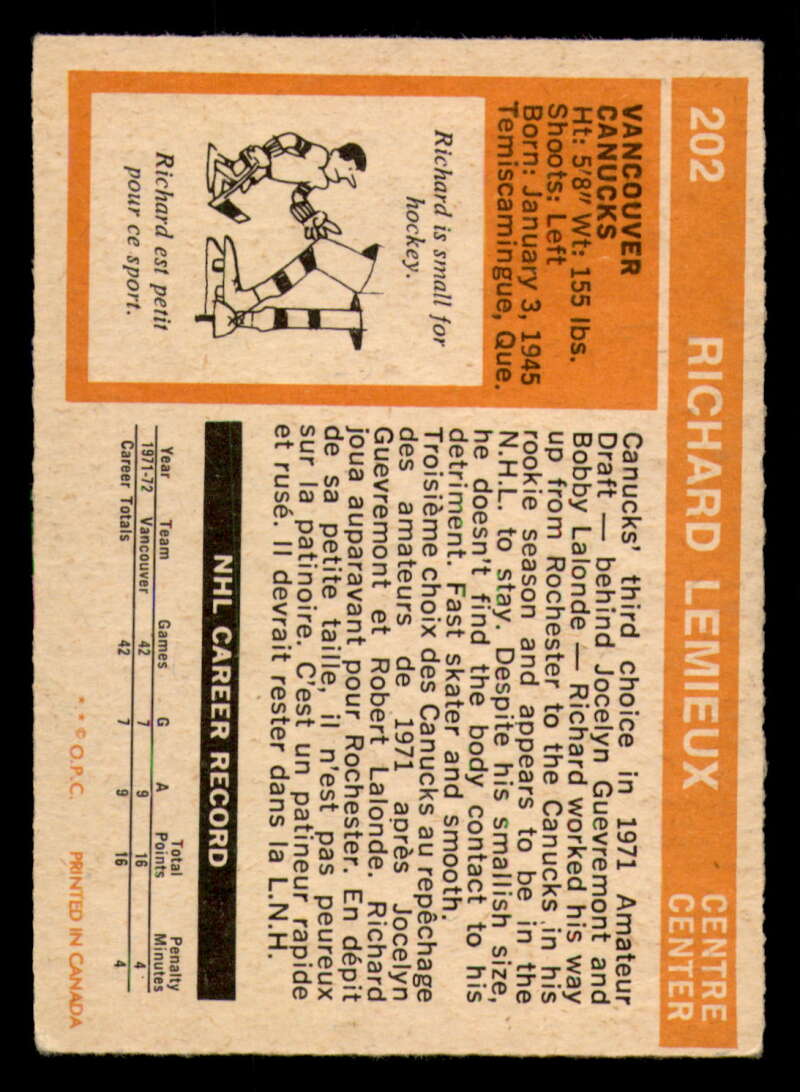 202 RICHARD LEMIEUX CENTRE
CENTER
VANCOUVER
CANUCKS
Ht: 5'8" Wt: 155 lbs.
Shoots: Left
Born: January 3, 1945
Temiscamingue, Que.
Richard is small for
hockey.
Richard est petit
pour ce sport.
Canucks' third choice in 1971 Amateur
Draft — behind Jocelyn Guevremont and
Bobby Lalonde — Richard worked his way
up from Rochester to the Canucks in his
rookie season and appears to be in the
N.H.L. to stay. Despite his smallish size,
he doesn't find the body contact to his
detriment. Fast skater and smooth.
Troisième choix des Canucks au repêchage
des amateurs de 1971 après Jocelyn
Guevremont et Robert Lalonde. Richard
joua auparavant pour Rochester. En dépit
de sa petite taille, il n'est pas peureux
sur la patinoire. C'est un patineur rapide
et rusé. Il devrait rester dans la L.N.H.
NHL CAREER RECORD
Year Team Games G A Total Points Penalty Minutes
1971-72 Vancouver 42 7 9 16 4
Career Totals 42 7 9 16 4
* * © O.P.C. PRINTED IN CANADA